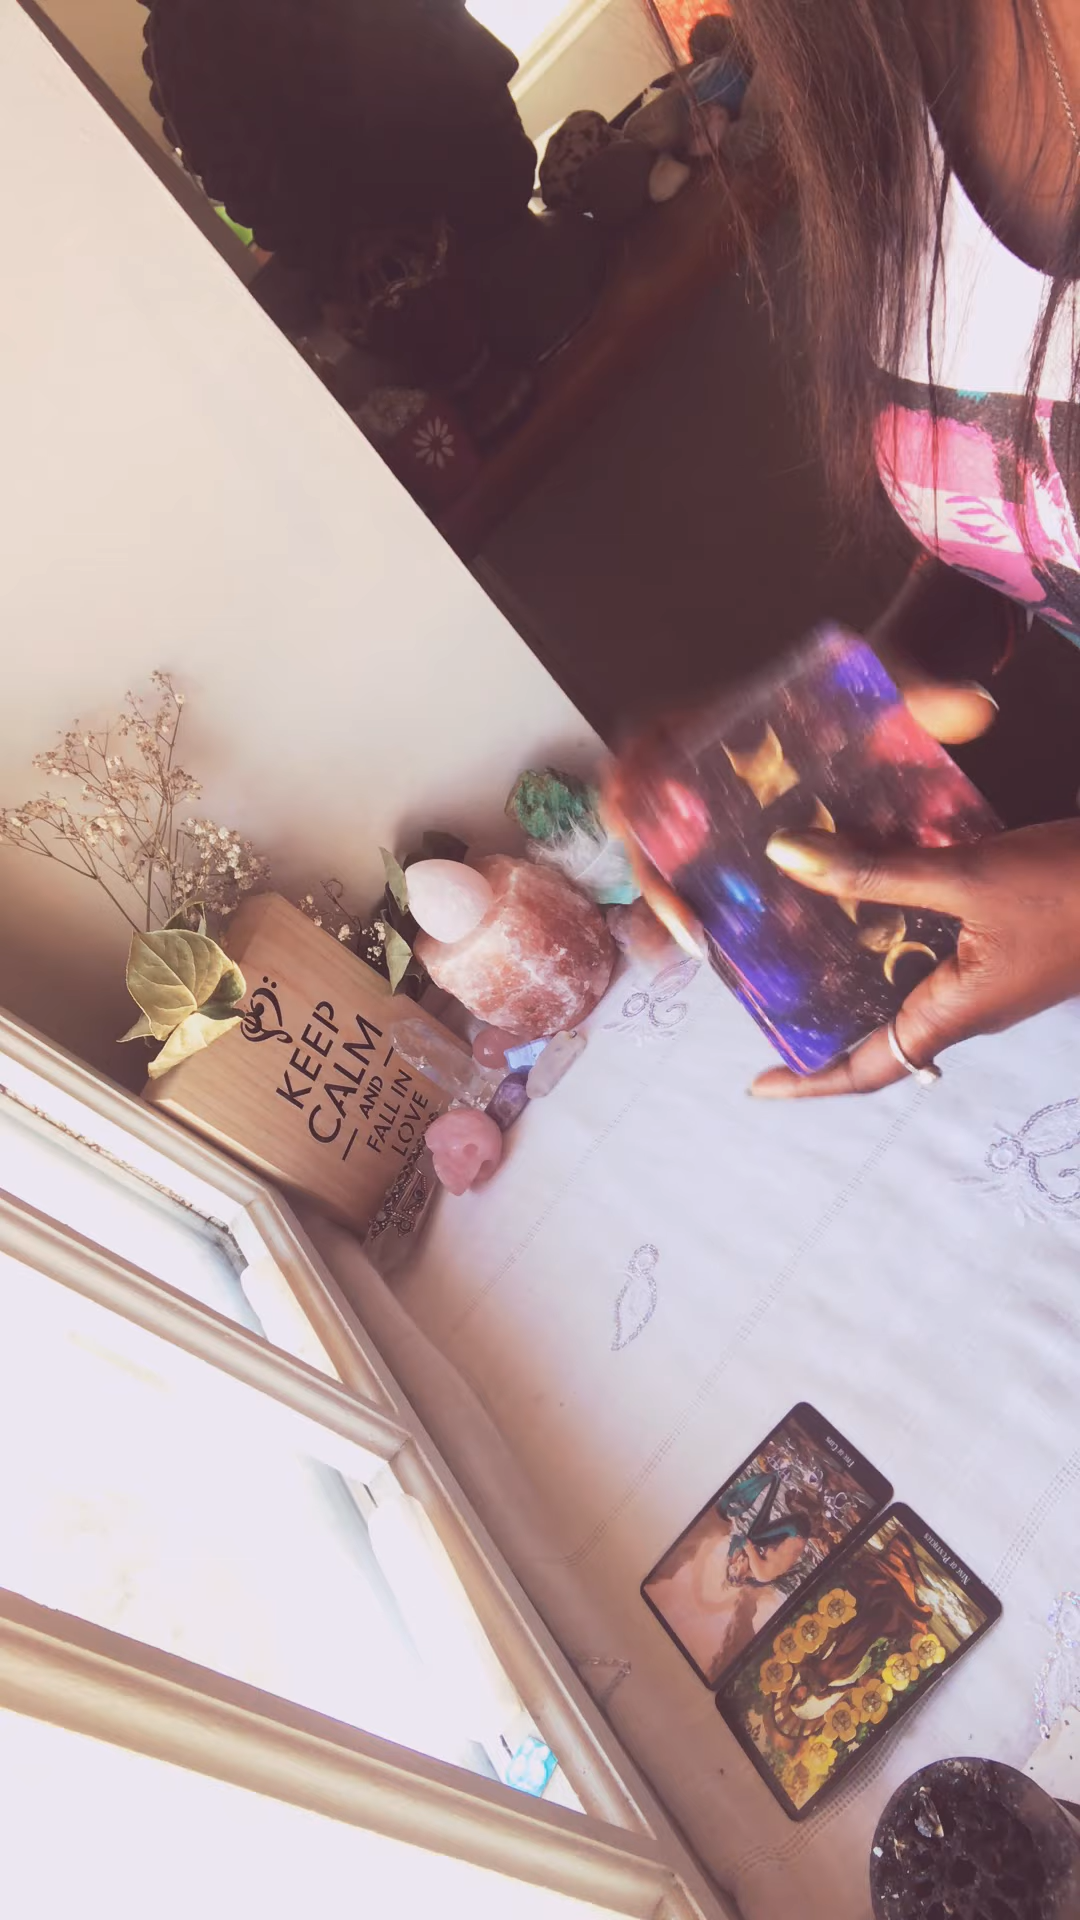 KEEP
CALM
AND
FALL IN
LOVE
FIVE OF CUPS
NINE OF PENTACLES